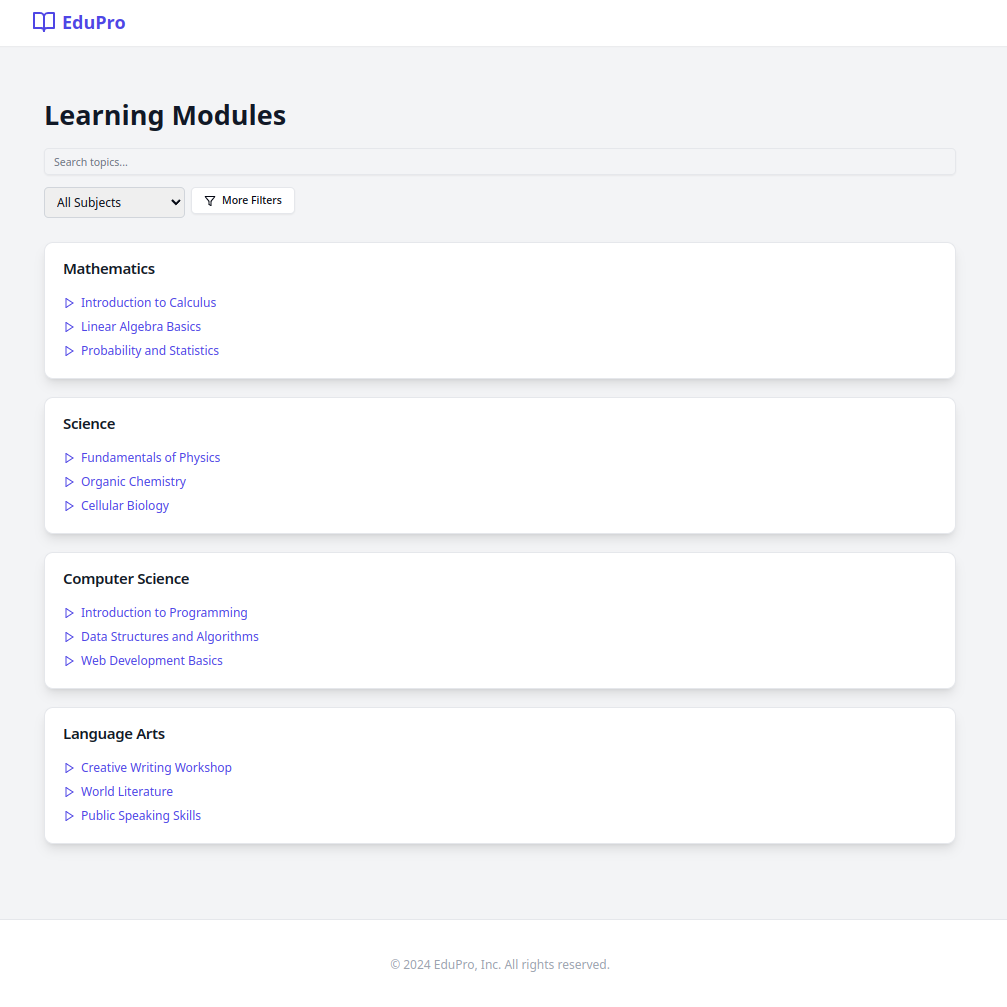 EduPro
Learning Modules
Search topics...
All Subjects
More Filters
Mathematics
Introduction to Calculus
Linear Algebra Basics
Probability and Statistics
Science
Fundamentals of Physics
Organic Chemistry
Cellular Biology
Computer Science
Introduction to Programming
Data Structures and Algorithms
Web Development Basics
Language Arts
Creative Writing Workshop
World Literature
Public Speaking Skills
© 2024 EduPro, Inc. All rights reserved.